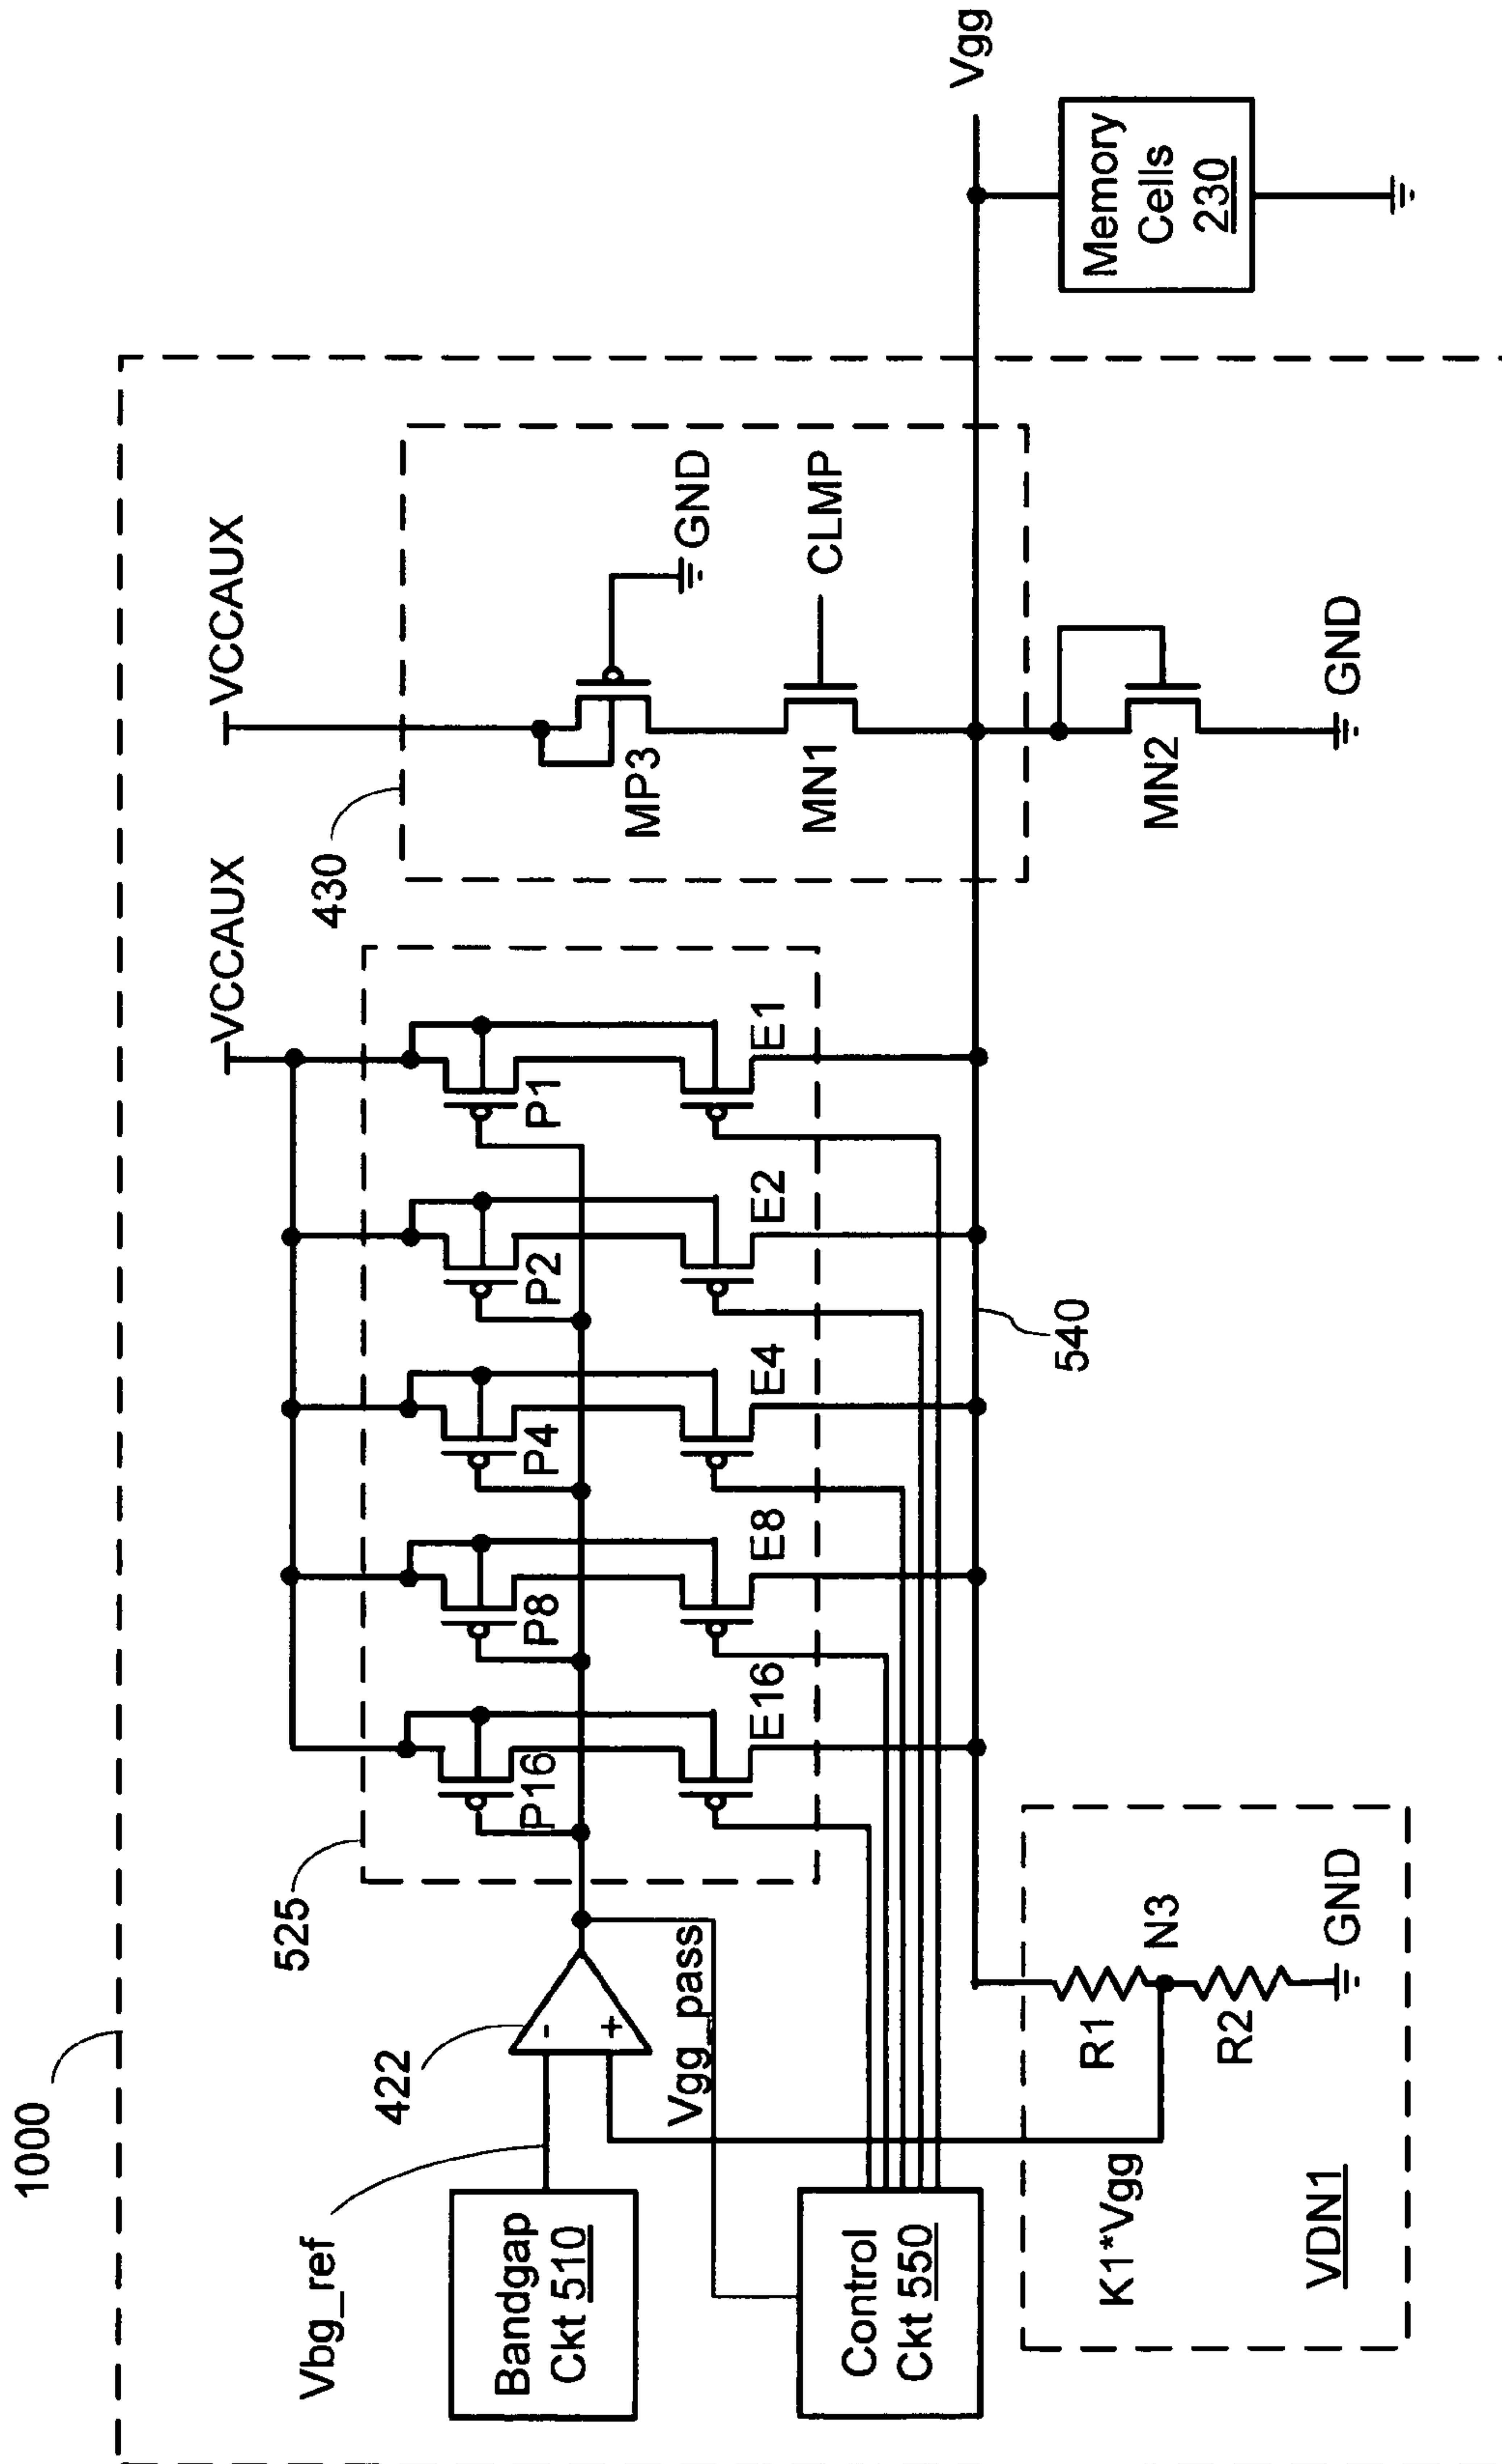 1000
VCCAUX
VCCAUX
430
525
MP3
GND
P16
P8
P4
P2
P1
422
-
+
Vbg_ref
Bandgap
Ckt 510
Vgg_pass
E16
E8
E4
E2
E1
MN1
CLMP
Control
Ckt 550
Vgg
540
MN2
GND
Memory
Cells
230
K1*Vgg
R1
N3
R2
GND
VDN1